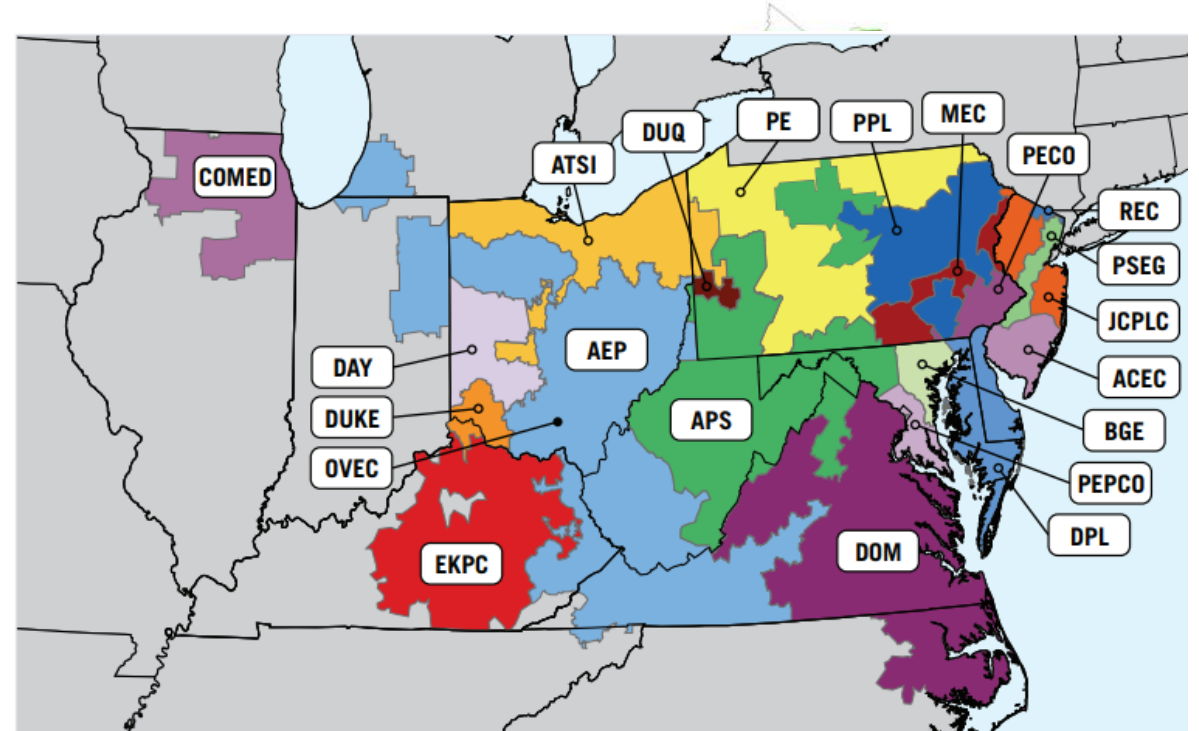 MEC
PE
PPL
DUQ
PECO
ATSI
COMED
REC
PSEG
JCPLC
AEP
DAY
ACEC
DUKE
APS
BGE
OVEC
PEPCO
DPL
DOM
EKPC